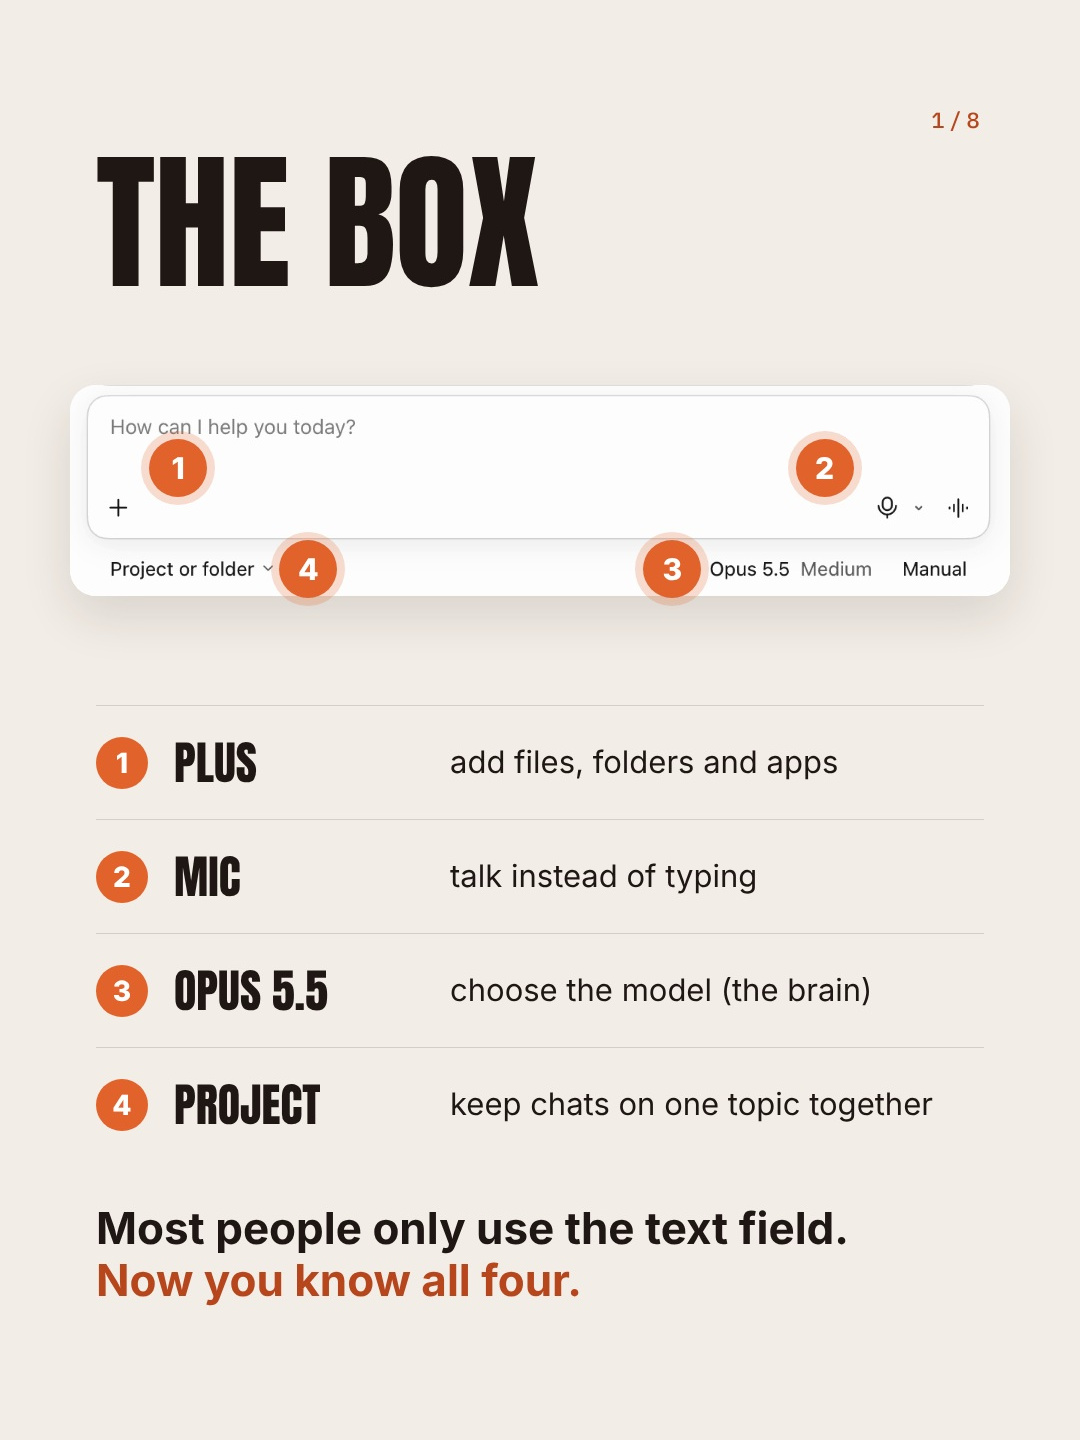 1 / 8
THE BOX
How can I help you today?
1
2
Project or folder
4
3
Opus 5.5 Medium
Manual
1 PLUS add files, folders and apps
2 MIC talk instead of typing
3 OPUS 5.5 choose the model (the brain)
4 PROJECT keep chats on one topic together
Most people only use the text field.
Now you know all four.